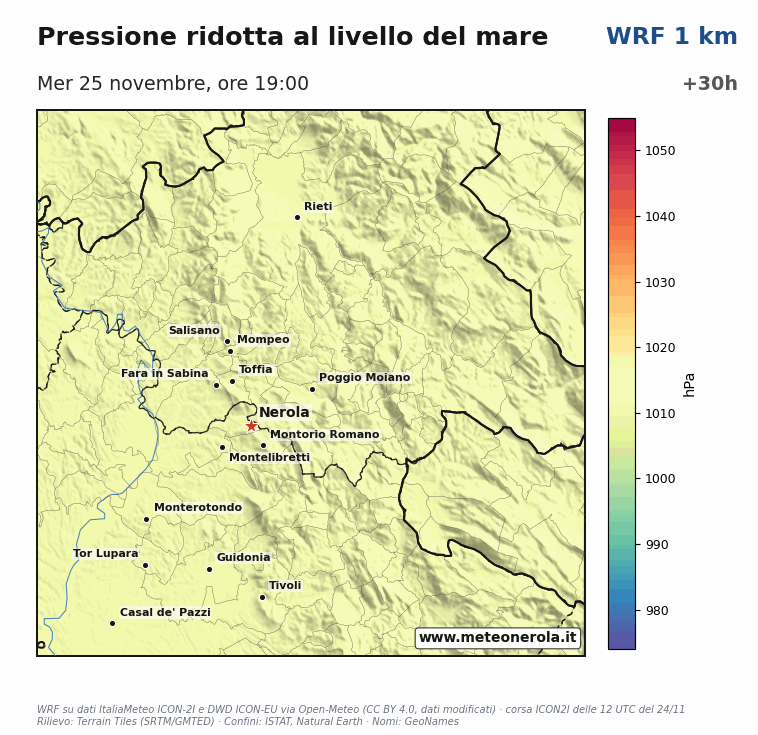 Pressione ridotta al livello del mare
WRF 1 km
Mer 25 novembre, ore 19:00
+30h
Rieti
Salisano
Mompeo
Toffia
Fara in Sabina
Poggio Moiano
Nerola
Montorio Romano
Montelibretti
Monterotondo
Tor Lupara
Guidonia
Tivoli
Casal de' Pazzi
www.meteonerola.it
1050
1040
1030
1020
1010
1000
990
980
hPa
WRF su dati ItaliaMeteo ICON-2I e DWD ICON-EU via Open-Meteo (CC BY 4.0, dati modificati) · corsa ICON2I delle 12 UTC del 24/11
Rilievo: Terrain Tiles (SRTM/GMTED) · Confini: ISTAT, Natural Earth · Nomi: GeoNames